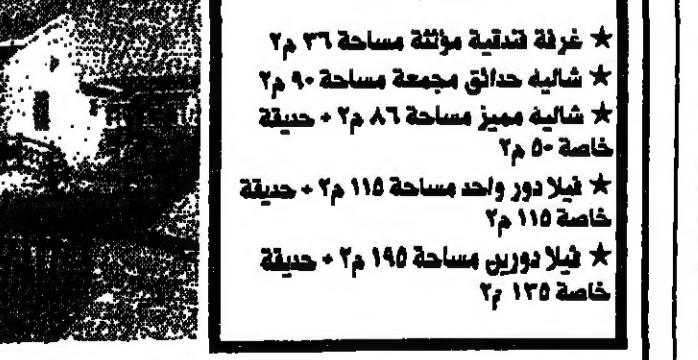 ★ غرفة فندقية مؤثثة مساحة ٣٦ م٢
★ شاليه حدائق مجمعة مساحة ٩٠ م٢
★ شاليه مميز مساحة ٨٦ م٢ + حديقة
خاصة ٥٠ م٢
★ فيلا دور واحد مساحة ١١٥ م٢ + حديقة
خاصة ١١٥ م٢
★ فيلا دورين مساحة ١٩٥ م٢ + حديقة
خاصة ١٣٥ م٢